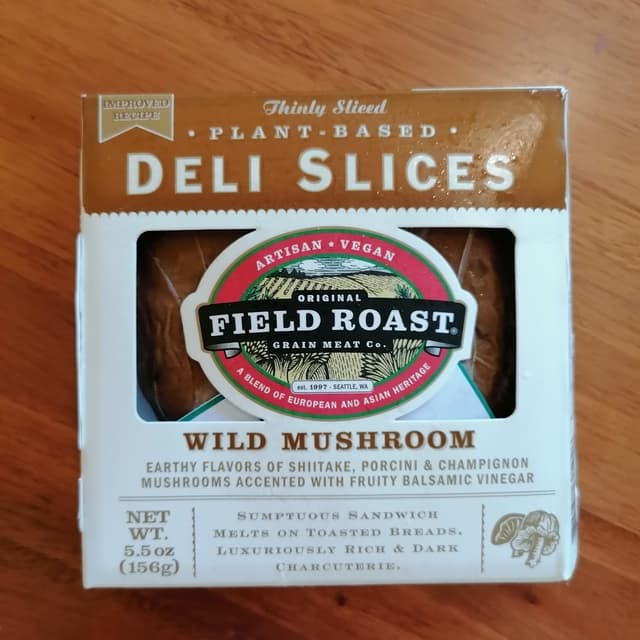 IMPROVED
RECIPE
Thinly Sliced
• PLANT-BASED •
DELI SLICES
ARTISAN • VEGAN
ORIGINAL
FIELD ROAST®
GRAIN MEAT Co.
est. 1997 - SEATTLE, WA
A BLEND OF EUROPEAN AND ASIAN HERITAGE
WILD MUSHROOM
EARTHY FLAVORS OF SHIITAKE, PORCINI & CHAMPIGNON
MUSHROOMS ACCENTED WITH FRUITY BALSAMIC VINEGAR
NET
WT.
5.5 oz
(156g)
SUMPTUOUS SANDWICH
MELTS ON TOASTED BREADS.
LUXURIOUSLY RICH & DARK
CHARCUTERIE.